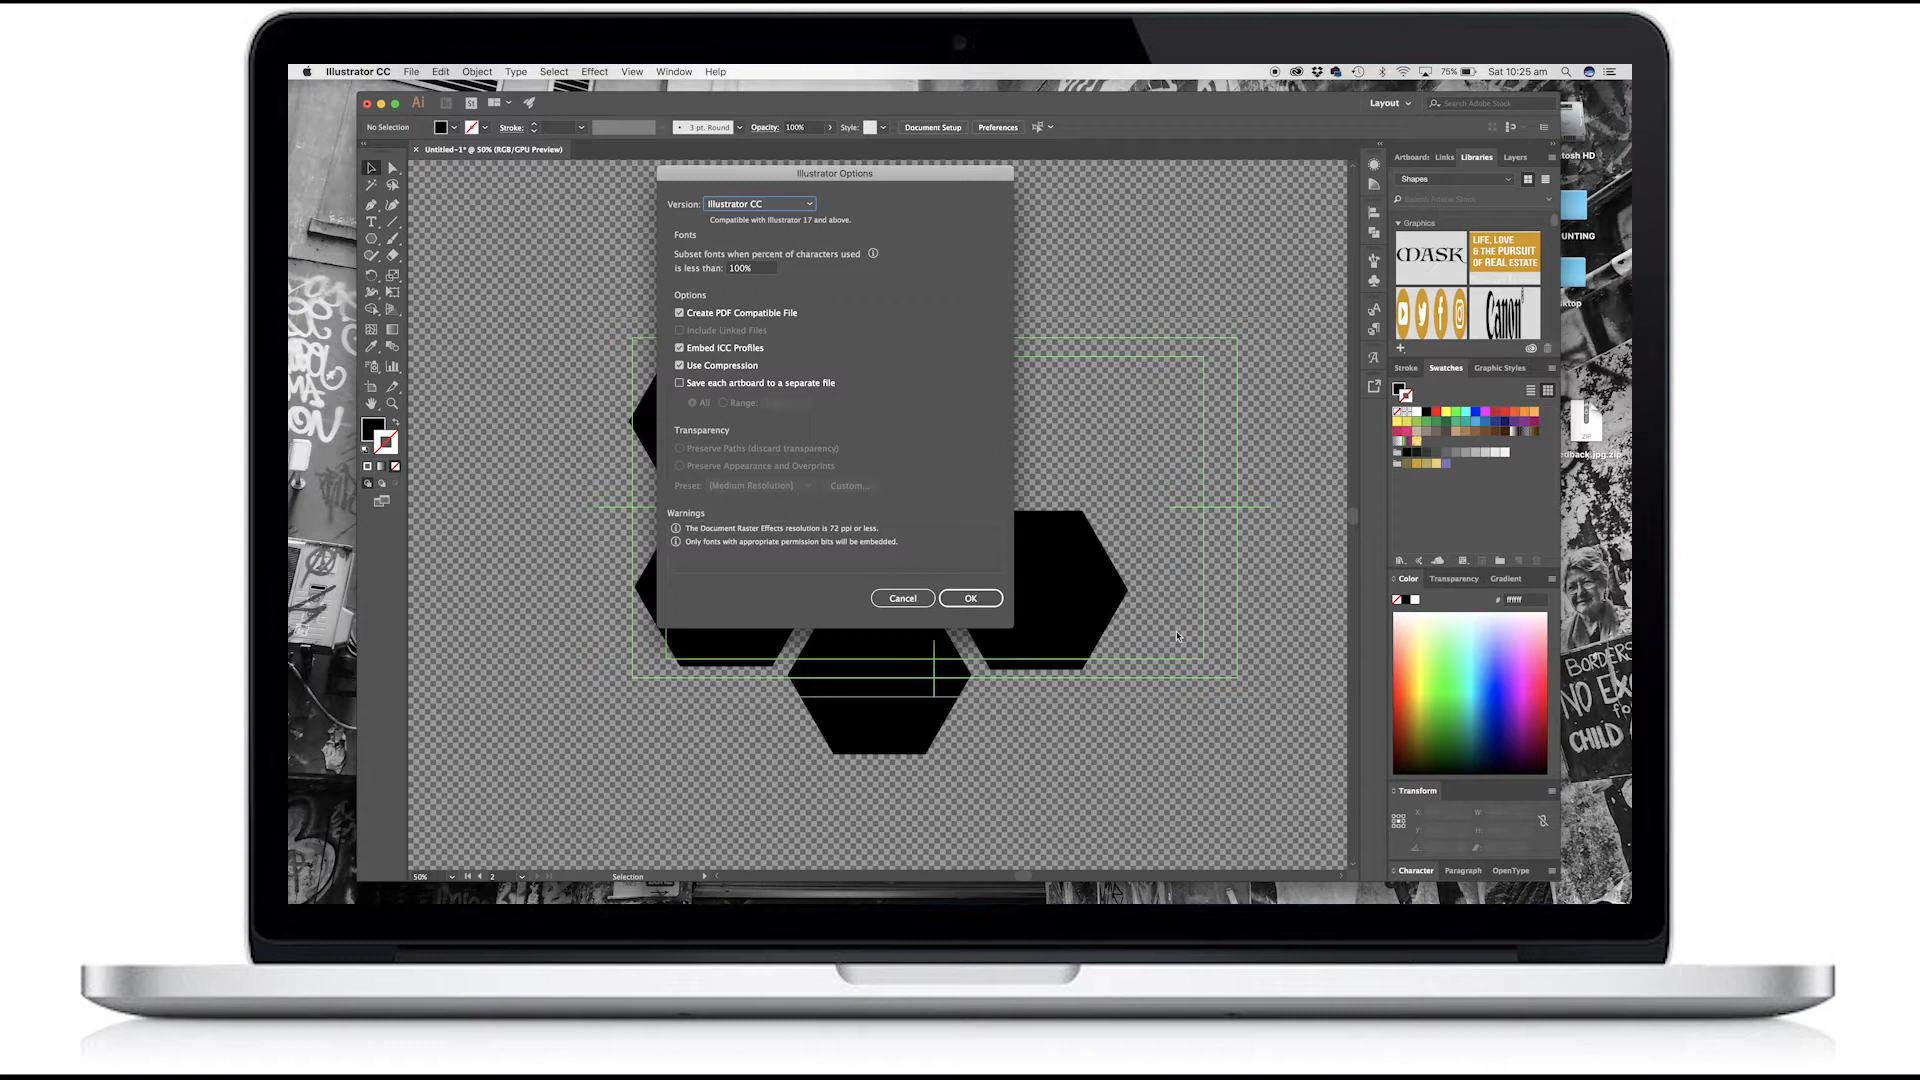 Illustrator CC File Edit Object Type Select Effect View Window Help
75% Sat 10:25 am
Ai St Layout Search Adobe Stock
No Selection Stroke: 3 pt. Round Opacity: 100% Style: Document Setup Preferences
Untitled-1* @ 50% (RGB/GPU Preview)
Illustrator Options
Version: Illustrator CC
Compatible with Illustrator 17 and above.
Fonts
Subset fonts when percent of characters used
is less than: 100%
Options
Create PDF Compatible File
Include Linked Files
Embed ICC Profiles
Use Compression
Save each artboard to a separate file
All Range:
Transparency
Preserve Paths (discard transparency)
Preserve Appearance and Overprints
Preset: [Medium Resolution] Custom...
Warnings
The Document Raster Effects resolution is 72 ppi or less.
Only fonts with appropriate permission bits will be embedded.
Cancel OK
50% 2 Selection
Artboard: Links Libraries Layers
Shapes
Search Adobe Stock
Graphics
MASK
LIFE, LOVE
& THE PURSUIT
OF REAL ESTATE
Canon
Stroke Swatches Graphic Styles
Color Transparency Gradient
# ffffff
Transform
X: W:
Y: H:
Character Paragraph OpenType
tosh HD
UNTING
ktop
ZIP
edback.jpg.zip
BORDERS
NO EXC
fo
CHILD